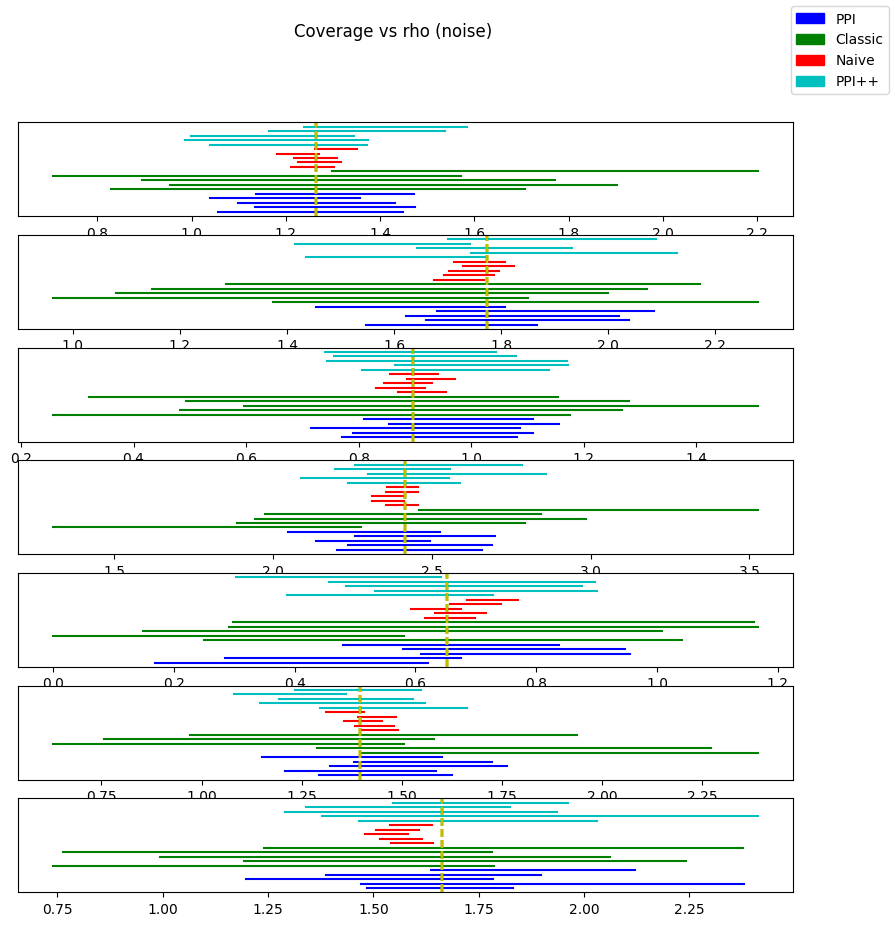 Coverage vs rho (noise)
PPI
Classic
Naive
PPI++
0.8 1.0 1.2 1.4 1.6 1.8 2.0 2.2
1.0 1.2 1.4 1.6 1.8 2.0 2.2
0.2 0.4 0.6 0.8 1.0 1.2 1.4
1.5 2.0 2.5 3.0 3.5
0.0 0.2 0.4 0.6 0.8 1.0 1.2
0.75 1.00 1.25 1.50 1.75 2.00 2.25
0.75 1.00 1.25 1.50 1.75 2.00 2.25